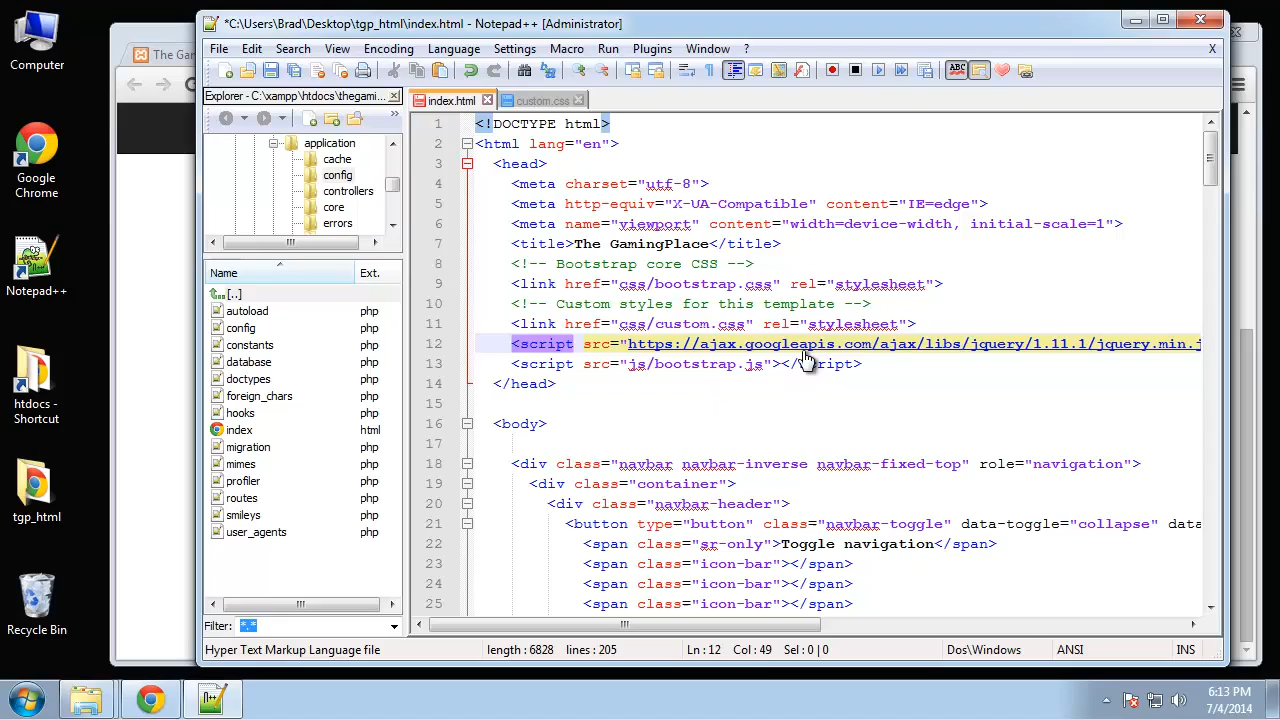 *C:\Users\Brad\Desktop\tgp_html\index.html - Notepad++ [Administrator]
File Edit Search View Encoding Language Settings Macro Run Plugins Window ? X
Computer
Google Chrome
Notepad++
htdocs - Shortcut
tgp_html
Recycle Bin
The Gam
Explorer - C:\xampp\htdocs\thegami...
application
cache
config
controllers
core
errors
Name Ext.
[..]
autoload php
config php
constants php
database php
doctypes php
foreign_chars php
hooks php
index html
migration php
mimes php
profiler php
routes php
smileys php
user_agents php
Filter: *.*
index.html custom.css
1 <!DOCTYPE html>
2 <html lang="en">
3 <head>
4 <meta charset="utf-8">
5 <meta http-equiv="X-UA-Compatible" content="IE=edge">
6 <meta name="viewport" content="width=device-width, initial-scale=1">
7 <title>The GamingPlace</title>
8 <!-- Bootstrap core CSS -->
9 <link href="css/bootstrap.css" rel="stylesheet">
10 <!-- Custom styles for this template -->
11 <link href="css/custom.css" rel="stylesheet">
12 <script src="https://ajax.googleapis.com/ajax/libs/jquery/1.11.1/jquery.min.j
13 <script src="js/bootstrap.js"></script>
14 </head>
15
16 <body>
17
18 <div class="navbar navbar-inverse navbar-fixed-top" role="navigation">
19 <div class="container">
20 <div class="navbar-header">
21 <button type="button" class="navbar-toggle" data-toggle="collapse" data
22 <span class="sr-only">Toggle navigation</span>
23 <span class="icon-bar"></span>
24 <span class="icon-bar"></span>
25 <span class="icon-bar"></span>
Hyper Text Markup Language file length : 6828 lines : 205 Ln : 12 Col : 49 Sel : 0 | 0 Dos\Windows ANSI INS
6:13 PM
7/4/2014